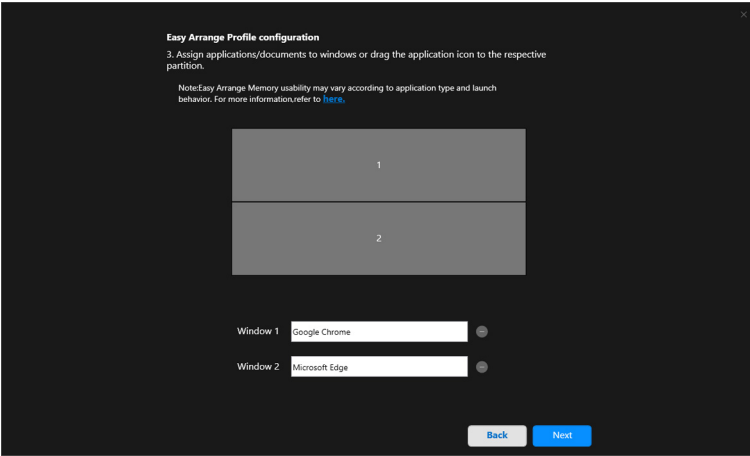 Easy Arrange Profile configuration
3. Assign applications/documents to windows or drag the application icon to the respective
partition.
Note:Easy Arrange Memory usability may vary according to application type and launch
behavior. For more information,refer to here.
1
2
Window 1 Google Chrome
Window 2 Microsoft Edge
Back Next